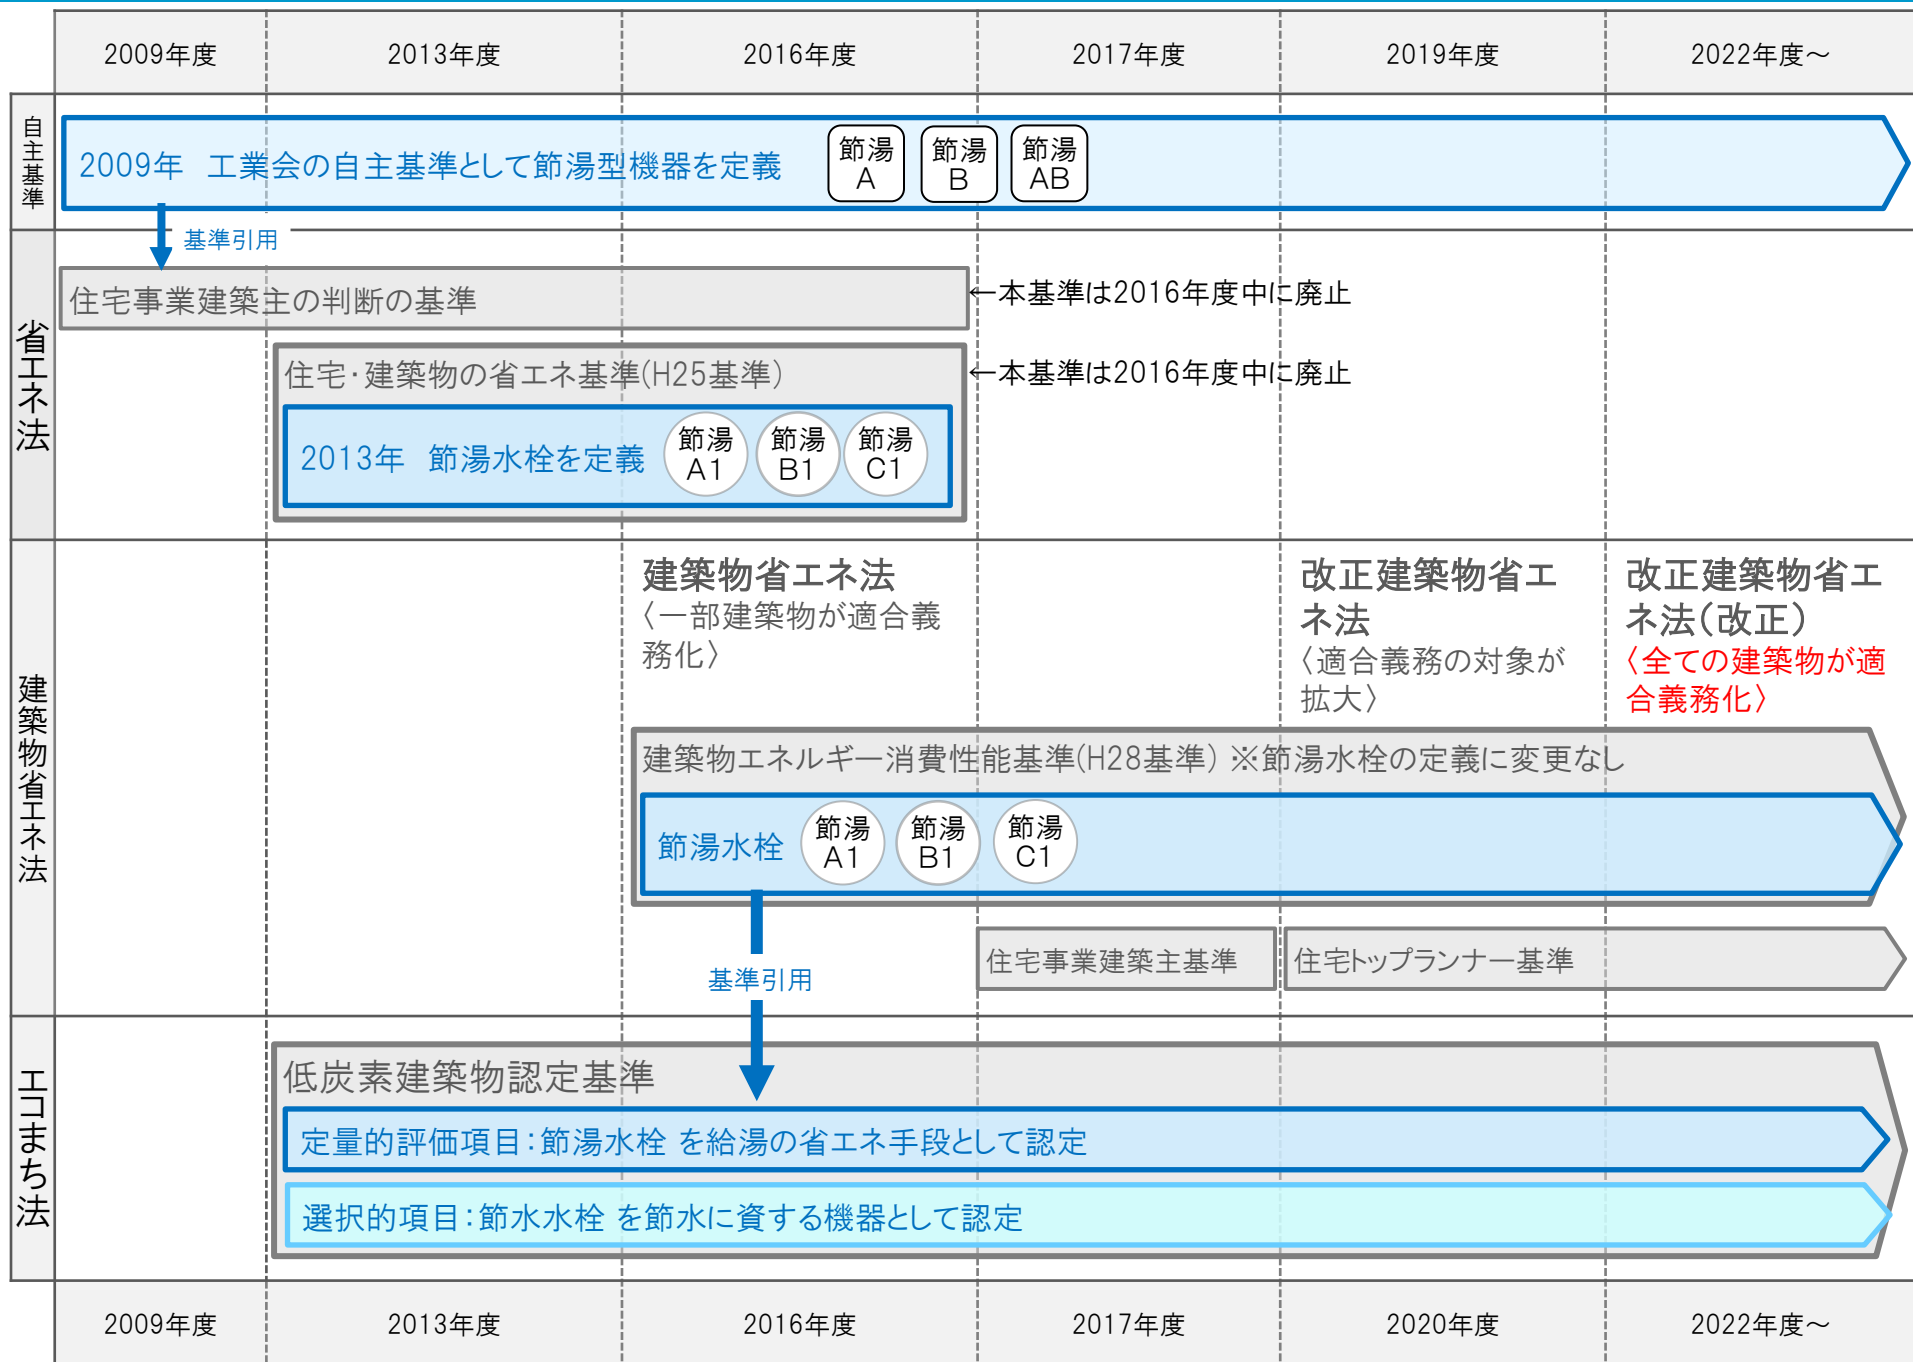 2009年度
2013年度
2016年度
2017年度
2019年度
2022年度～
自主基準
2009年　工業会の自主基準として節湯型機器を定義
節湯
A
節湯
B
節湯
AB
基準引用
省エネ法
住宅事業建築主の判断の基準
←本基準は2016年度中に廃止
住宅・建築物の省エネ基準(H25基準)
←本基準は2016年度中に廃止
2013年　節湯水栓を定義
節湯
A1
節湯
B1
節湯
C1
建築物省エネ法
建築物省エネ法
〈一部建築物が適合義
務化〉
改正建築物省エ
ネ法
〈適合義務の対象が
拡大〉
改正建築物省エ
ネ法(改正)
〈全ての建築物が適
合義務化〉
建築物エネルギー消費性能基準(H28基準) ※節湯水栓の定義に変更なし
節湯水栓
節湯
A1
節湯
B1
節湯
C1
住宅事業建築主基準
住宅トップランナー基準
基準引用
エコまち法
低炭素建築物認定基準
定量的評価項目：節湯水栓 を給湯の省エネ手段として認定
選択的項目：節水水栓 を節水に資する機器として認定
2009年度
2013年度
2016年度
2017年度
2020年度
2022年度～